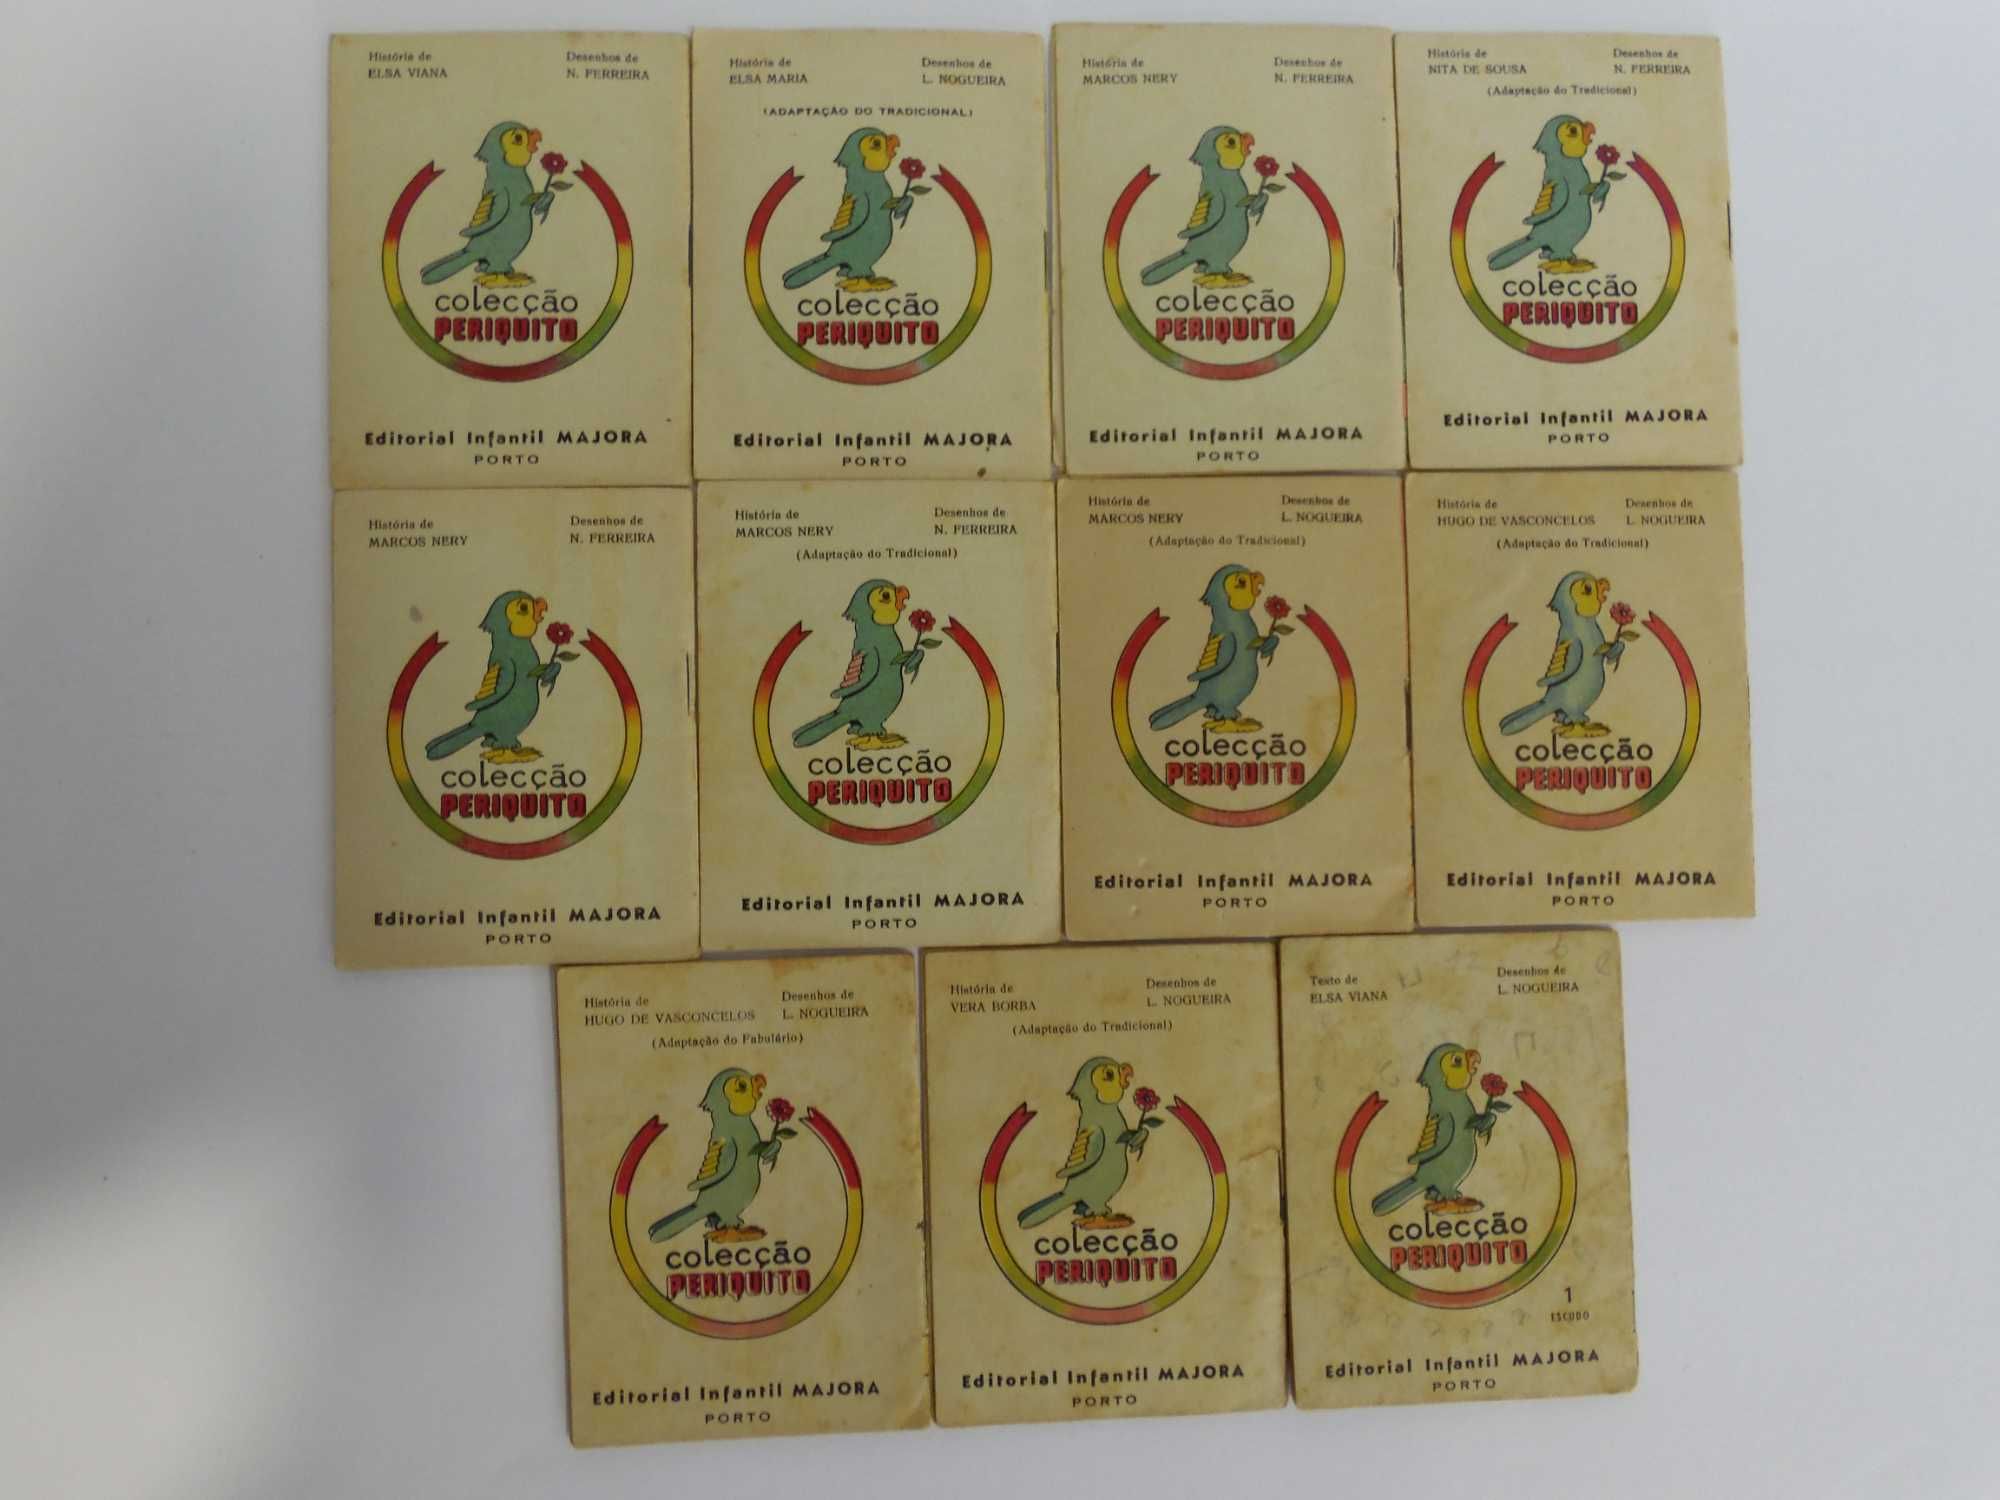 História de Desenhos de
ELSA VIANA N. FERREIRA
colecção
PERIQUITO
Editorial Infantil MAJORA
PORTO
História de Desenhos de
ELSA MARIA L. NOGUEIRA
(ADAPTAÇÃO DO TRADICIONAL)
colecção
PERIQUITO
Editorial Infantil MAJORA
PORTO
História de Desenhos de
MARCOS NERY N. FERREIRA
colecção
PERIQUITO
Editorial Infantil MAJORA
PORTO
História de Desenhos de
NITA DE SOUSA N. FERREIRA
(Adaptação do Tradicional)
colecção
PERIQUITO
Editorial Infantil MAJORA
PORTO
História de Desenhos de
MARCOS NERY N. FERREIRA
colecção
PERIQUITO
Editorial Infantil MAJORA
PORTO
História de Desenhos de
MARCOS NERY N. FERREIRA
(Adaptação do Tradicional)
colecção
PERIQUITO
Editorial Infantil MAJORA
PORTO
História de Desenhos de
MARCOS NERY L. NOGUEIRA
(Adaptação do Tradicional)
colecção
PERIQUITO
Editorial Infantil MAJORA
PORTO
História de Desenhos de
HUGO DE VASCONCELOS L. NOGUEIRA
(Adaptação do Tradicional)
colecção
PERIQUITO
Editorial Infantil MAJORA
PORTO
História de Desenhos de
HUGO DE VASCONCELOS L. NOGUEIRA
(Adaptação do Fabulário)
colecção
PERIQUITO
Editorial Infantil MAJORA
PORTO
História de Desenhos de
VERA BORBA L. NOGUEIRA
(Adaptação do Tradicional)
colecção
PERIQUITO
Editorial Infantil MAJORA
PORTO
Texto de Desenhos de
ELSA VIANA L. NOGUEIRA
colecção
PERIQUITO
1
ESCUDO
Editorial Infantil MAJORA
PORTO